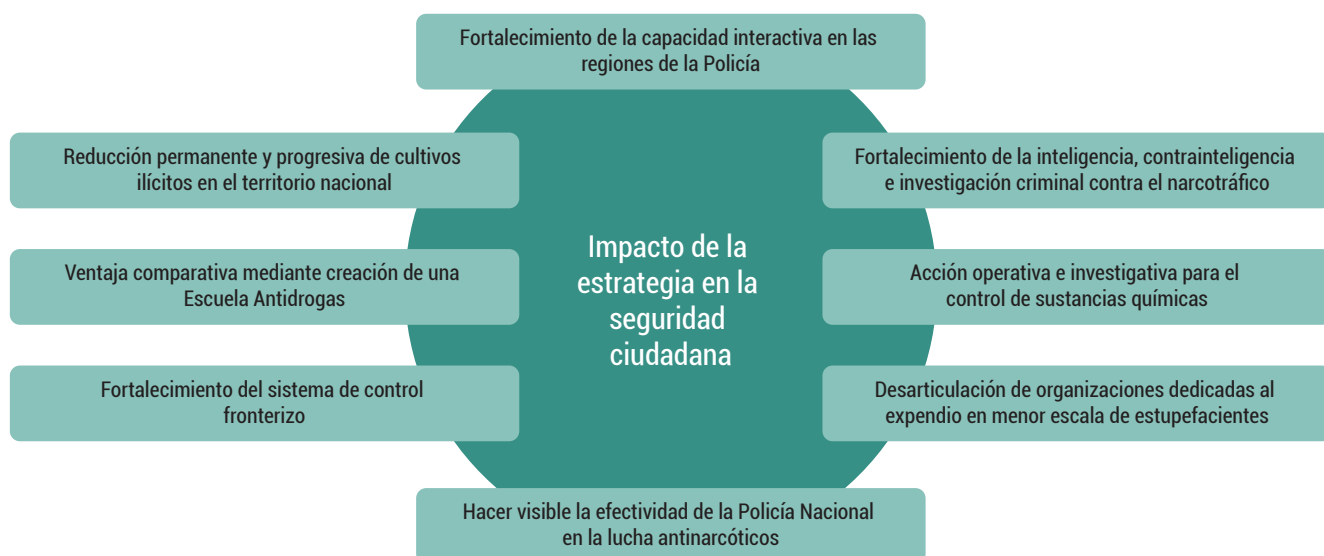 Fortalecimiento de la capacidad interactiva en las
regiones de la Policía
Reducción permanente y progresiva de cultivos
ilícitos en el territorio nacional
Fortalecimiento de la inteligencia, contrainteligencia
e investigación criminal contra el narcotráfico
Impacto de la
estrategia en la
seguridad
ciudadana
Ventaja comparativa mediante creación de una
Escuela Antidrogas
Acción operativa e investigativa para el
control de sustancias químicas
Fortalecimiento del sistema de control
fronterizo
Desarticulación de organizaciones dedicadas al
expendio en menor escala de estupefacientes
Hacer visible la efectividad de la Policía Nacional
en la lucha antinarcóticos